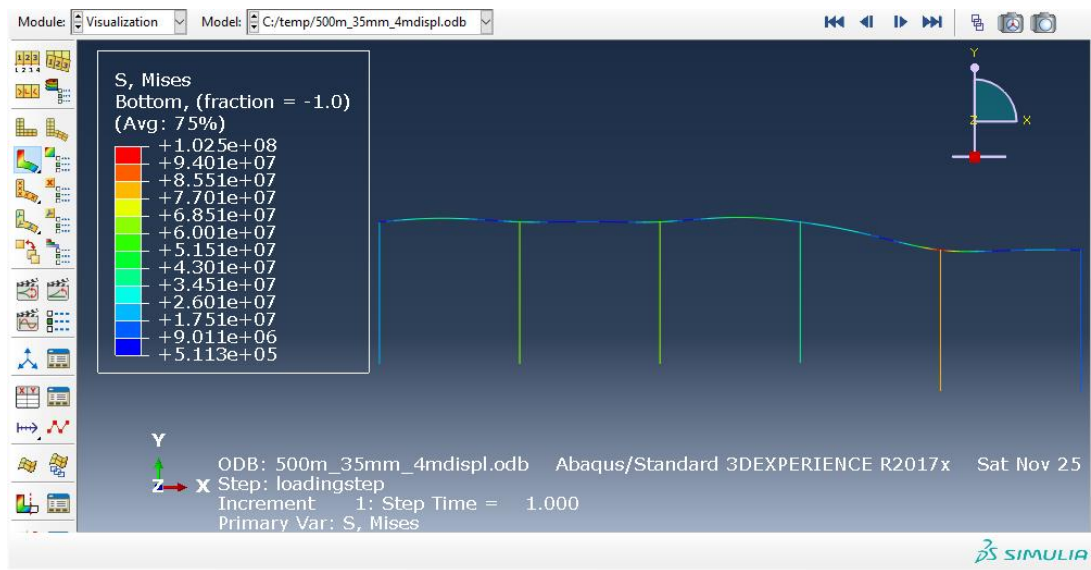 Module: Visualization Model: C:/temp/500m_35mm_4mdispl.odb
S, Mises
Bottom, (fraction = -1.0)
(Avg: 75%)
+1.025e+08
+9.401e+07
+8.551e+07
+7.701e+07
+6.851e+07
+6.001e+07
+5.151e+07
+4.301e+07
+3.451e+07
+2.601e+07
+1.751e+07
+9.011e+06
+5.113e+05
Y
Z
X
Y
Z X
ODB: 500m_35mm_4mdispl.odb Abaqus/Standard 3DEXPERIENCE R2017x Sat Nov 25
Step: loadingstep
Increment 1: Step Time = 1.000
Primary Var: S, Mises
SIMULIA